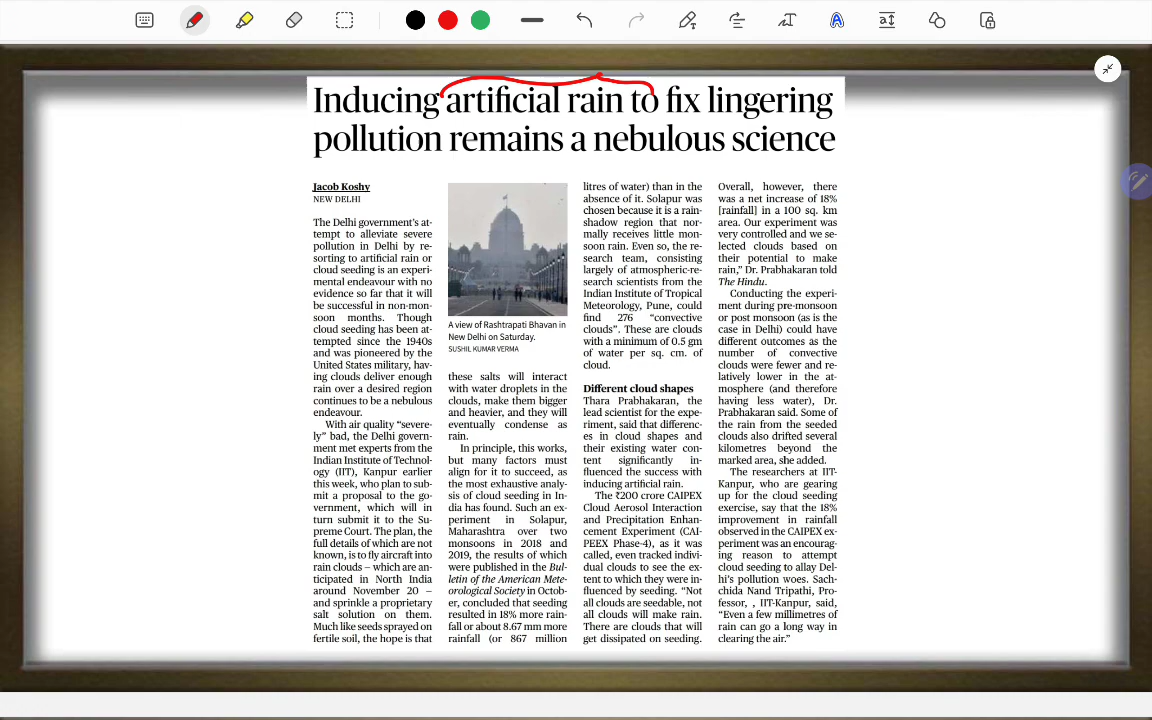 Inducing artificial rain to fix lingering
pollution remains a nebulous science
Jacob Koshy
NEW DELHI
The Delhi government's at-
tempt to alleviate severe
pollution in Delhi by re-
sorting to artificial rain or
cloud seeding is an experi-
mental endeavour with no
evidence so far that it will
be successful in non-mon-
soon months. Though
cloud seeding has been at-
tempted since the 1940s
and was pioneered by the
United States military, hav-
ing clouds deliver enough
rain over a desired region
continues to be a nebulous
endeavour.
With air quality "severe-
ly" bad, the Delhi govern-
ment met experts from the
Indian Institute of Technol-
ogy (IIT), Kanpur earlier
this week, who plan to sub-
mit a proposal to the go-
vernment, which will in
turn submit it to the Su-
preme Court. The plan, the
full details of which are not
known, is to fly aircraft into
rain clouds – which are an-
ticipated in North India
around November 20 –
and sprinkle a proprietary
salt solution on them.
Much like seeds sprayed on
fertile soil, the hope is that
A view of Rashtrapati Bhavan in
New Delhi on Saturday.
SUSHIL KUMAR VERMA
these salts will interact
with water droplets in the
clouds, make them bigger
and heavier, and they will
eventually condense as
rain.
In principle, this works,
but many factors must
align for it to succeed, as
the most exhaustive analy-
sis of cloud seeding in In-
dia has found. Such an ex-
periment in Solapur,
Maharashtra over two
monsoons in 2018 and
2019, the results of which
were published in the Bul-
letin of the American Mete-
orological Society in Octob-
er, concluded that seeding
resulted in 18% more rain-
fall or about 8.67 mm more
rainfall (or 867 million
litres of water) than in the
absence of it. Solapur was
chosen because it is a rain-
shadow region that nor-
mally receives little mon-
soon rain. Even so, the re-
search team, consisting
largely of atmospheric-re-
search scientists from the
Indian Institute of Tropical
Meteorology, Pune, could
find 276 "convective
clouds". These are clouds
with a minimum of 0.5 gm
of water per sq. cm. of
cloud.
Different cloud shapes
Thara Prabhakaran, the
lead scientist for the expe-
riment, said that differenc-
es in cloud shapes and
their existing water con-
tent significantly in-
fluenced the success with
inducing artificial rain.
The ₹200 crore CAIPEX
Cloud Aerosol Interaction
and Precipitation Enhan-
cement Experiment (CAI-
PEEX Phase-4), as it was
called, even tracked indivi-
dual clouds to see the ex-
tent to which they were in-
fluenced by seeding. "Not
all clouds are seedable, not
all clouds will make rain.
There are clouds that will
get dissipated on seeding.
Overall, however, there
was a net increase of 18%
[rainfall] in a 100 sq. km
area. Our experiment was
very controlled and we se-
lected clouds based on
their potential to make
rain," Dr. Prabhakaran told
The Hindu.
Conducting the experi-
ment during pre-monsoon
or post monsoon (as is the
case in Delhi) could have
different outcomes as the
number of convective
clouds were fewer and re-
latively lower in the at-
mosphere (and therefore
having less water), Dr.
Prabhakaran said. Some of
the rain from the seeded
clouds also drifted several
kilometres beyond the
marked area, she added.
The researchers at IIT-
Kanpur, who are gearing
up for the cloud seeding
exercise, say that the 18%
improvement in rainfall
observed in the CAIPEX ex-
periment was an encourag-
ing reason to attempt
cloud seeding to allay Del-
hi's pollution woes. Sach-
chida Nand Tripathi, Pro-
fessor, , IIT-Kanpur, said,
"Even a few millimetres of
rain can go a long way in
clearing the air."